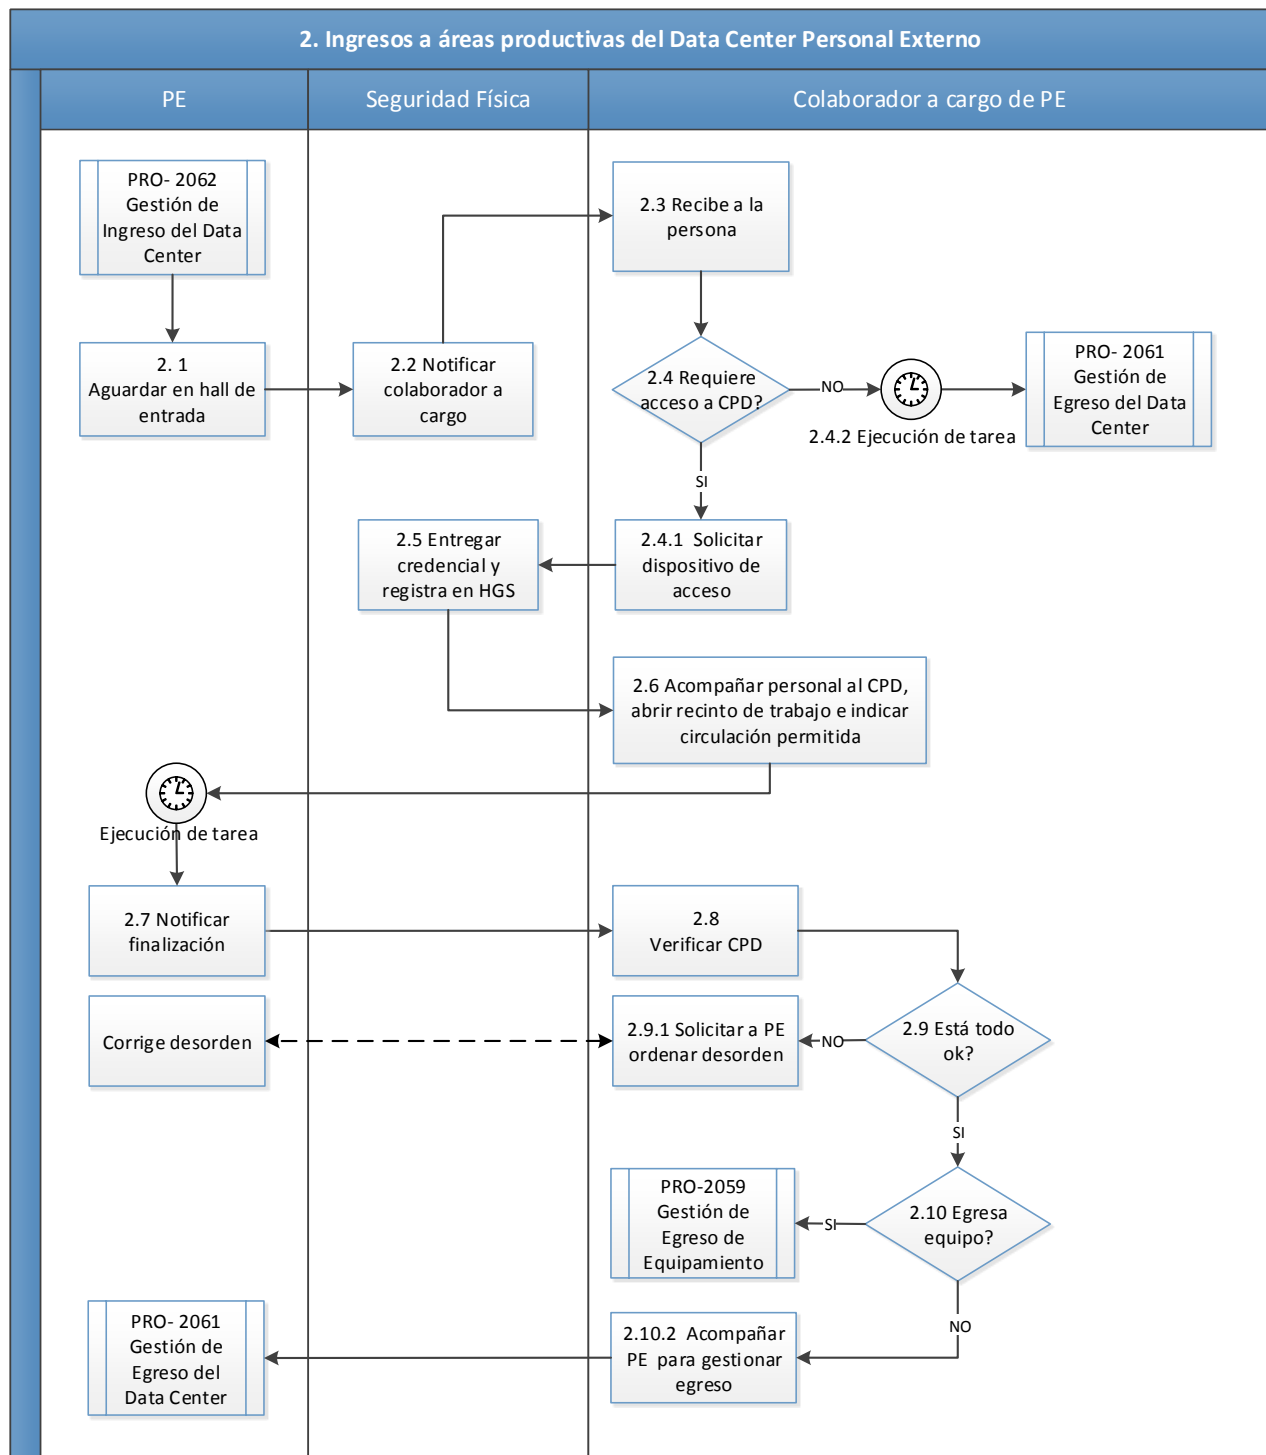 2. Ingresos a áreas productivas del Data Center Personal Externo
PE
Seguridad Física
Colaborador a cargo de PE
PRO- 2062
Gestión de
Ingreso del Data
Center
2. 1
Aguardar en hall de
entrada
2.2 Notificar
colaborador a
cargo
2.3 Recibe a la
persona
2.4 Requiere
acceso a CPD?
NO
2.4.2 Ejecución de tarea
PRO- 2061
Gestión de
Egreso del Data
Center
SI
2.4.1 Solicitar
dispositivo de
acceso
2.5 Entregar
credencial y
registra en HGS
2.6 Acompañar personal al CPD,
abrir recinto de trabajo e indicar
circulación permitida
Ejecución de tarea
2.7 Notificar
finalización
2.8
Verificar CPD
2.9 Está todo
ok?
NO
2.9.1 Solicitar a PE
ordenar desorden
Corrige desorden
SI
2.10 Egresa
equipo?
SI
PRO-2059
Gestión de
Egreso de
Equipamiento
NO
2.10.2 Acompañar
PE para gestionar
egreso
PRO- 2061
Gestión de
Egreso del
Data Center